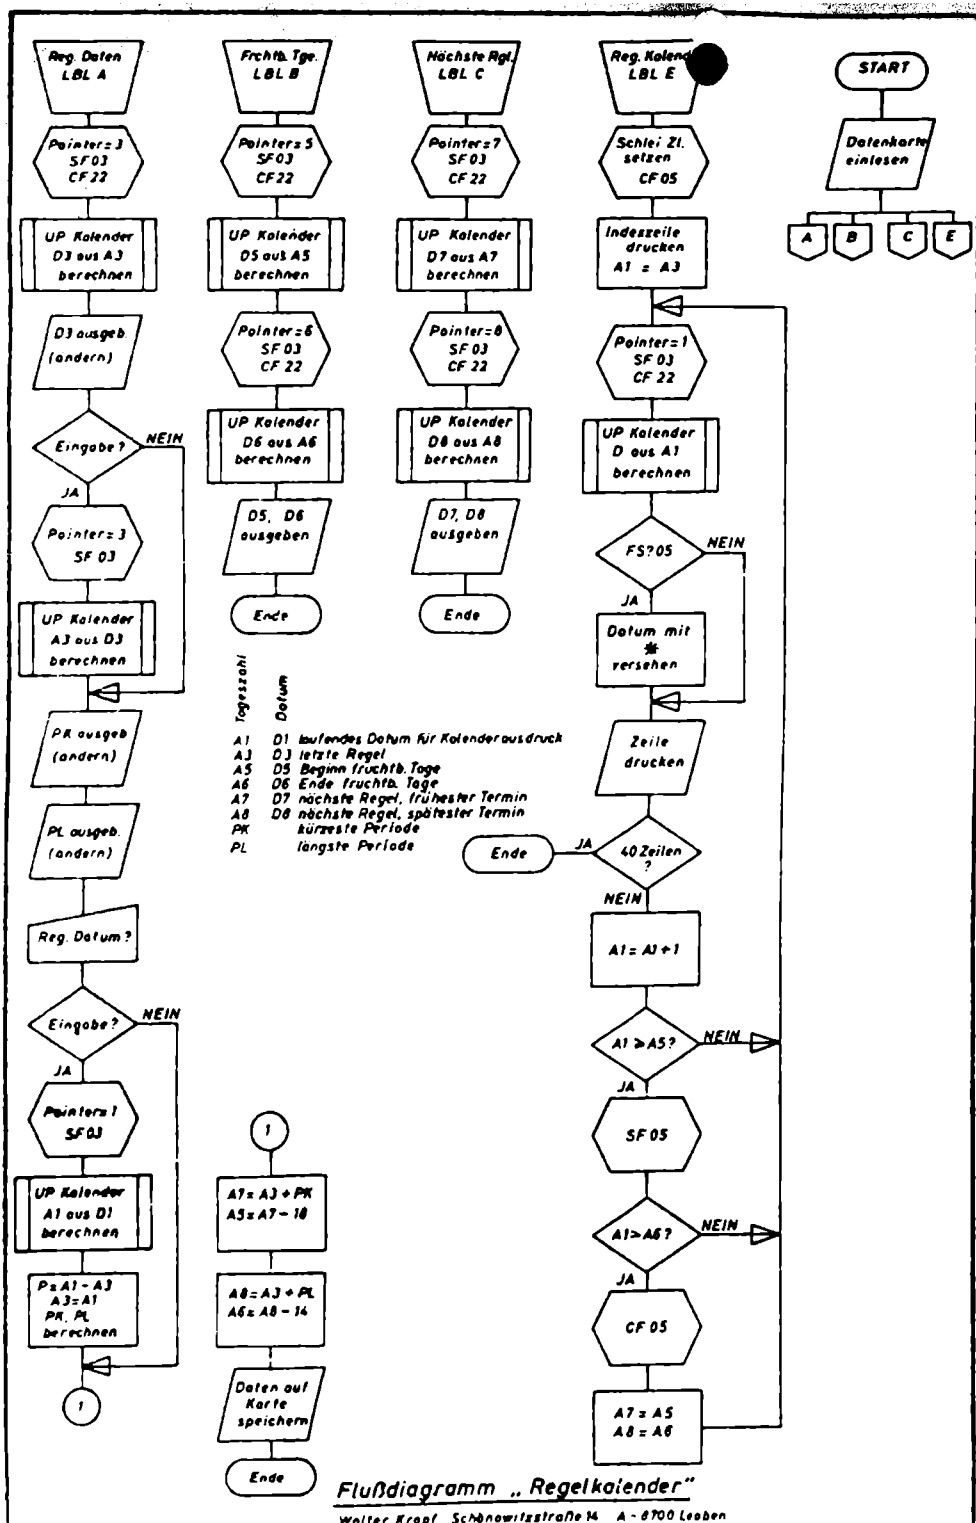 Reg. Daten
LBL A
Pointer=3
SF 03
CF 22
UP Kalender
D3 aus A3
berechnen
D3 ausgeb.
(ändern)
Eingabe?
NEIN
JA
Pointer=3
SF 03
UP Kalender
A3 aus D3
berechnen
PK ausgeb
(ändern)
PL ausgeb.
(ändern)
Reg. Datum?
Eingabe?
NEIN
JA
Pointer=1
SF 03
UP Kalender
A1 aus D1
berechnen
P=A1-A3
A3=A1
PK, PL
berechnen
1
Frchtb. Tge.
LBL B
Pointer=5
SF 03
CF 22
UP Kalender
D5 aus A5
berechnen
Pointer=6
SF 03
CF 22
UP Kalender
D6 aus A6
berechnen
D5, D6
ausgeben
Ende
Nächste Rgl.
LBL C
Pointer=7
SF 03
CF 22
UP Kalender
D7 aus A7
berechnen
Pointer=8
SF 03
CF 22
UP Kalender
D8 aus A8
berechnen
D7, D8
ausgeben
Ende
Tageszahl
Datum
A1 D1 laufendes Datum für Kalenderausdruck
A3 D3 letzte Regel
A5 D5 Beginn fruchtb. Tage
A6 D6 Ende fruchtb. Tage
A7 D7 nächste Regel, frühester Termin
A8 D8 nächste Regel, spätester Termin
PK kürzeste Periode
PL längste Periode
1
A7=A3+PK
A5=A7-18
A8=A3+PL
A6=A8-14
Daten auf
Karte
speichern
Ende
Reg. Kalend
LBL E
Schlei Zl.
setzen
CF 05
Indexzeile
drucken
A1 = A3
Pointer=1
SF 03
CF 22
UP Kalender
D aus A1
berechnen
FS?05
NEIN
JA
Datum mit
*
versehen
Zeile
drucken
40 Zeilen
?
JA
Ende
NEIN
A1=A1+1
A1≥A5?
NEIN
JA
SF 05
A1>A6?
NEIN
JA
CF 05
A7=A5
A8=A6
START
Datenkarte
einlesen
A B C E
Flußdiagramm „Regelkalender"
Walter Kropf Schönowitzstraße 14 A-8700 Leoben